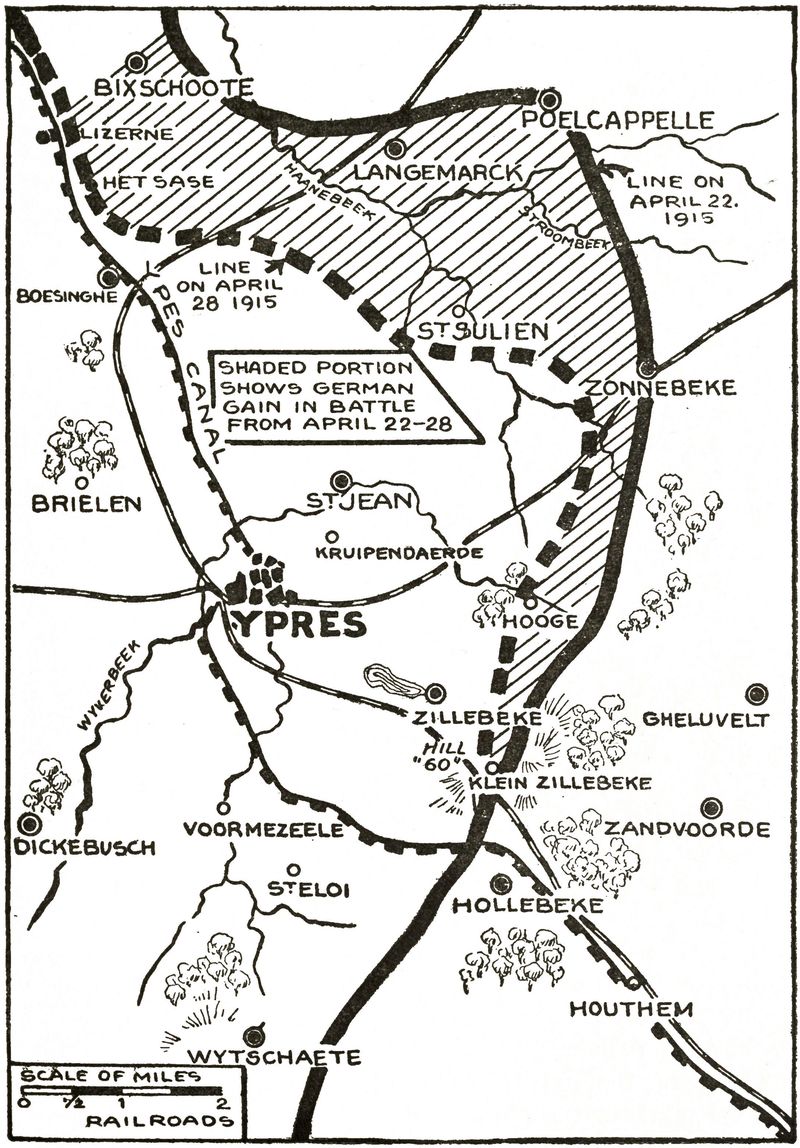 BIXSCHOOTE
LIZERNE
HET SASE
POELCAPPELLE
LANGEMARCK
HAANEBEEK
STROOMBEEK
LINE ON
APRIL 22.
1915
LINE
ON APRIL
28 1915
BOESINGHE
YPES CANAL
ST JULIEN
SHADED PORTION
SHOWS GERMAN
GAIN IN BATTLE
FROM APRIL 22-28
ZONNEBEKE
BRIELEN
ST JEAN
KRUIPENDAERDE
YPRES
HOOGE
WYVERBEEK
ZILLEBEKE
GHELUVELT
HILL
"60"
KLEIN ZILLEBEKE
DICKEBUSCH
VOORMEZEELE
ZANDVOORDE
ST ELOI
HOLLEBEKE
HOUTHEM
WYTSCHAETE
SCALE OF MILES
0 1/2 1 2
RAILROADS